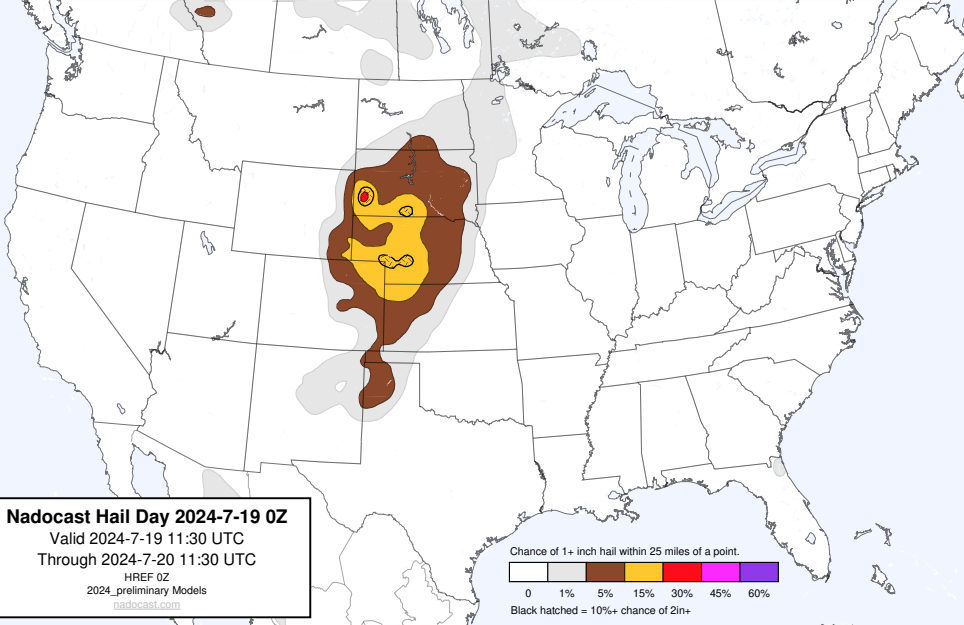 Nadocast Hail Day 2024-7-19 0Z
Valid 2024-7-19 11:30 UTC
Through 2024-7-20 11:30 UTC
HREF 0Z
2024_preliminary Models
nadocast.com
Chance of 1+ inch hail within 25 miles of a point.
0 1% 5% 15% 30% 45% 60%
Black hatched = 10%+ chance of 2in+